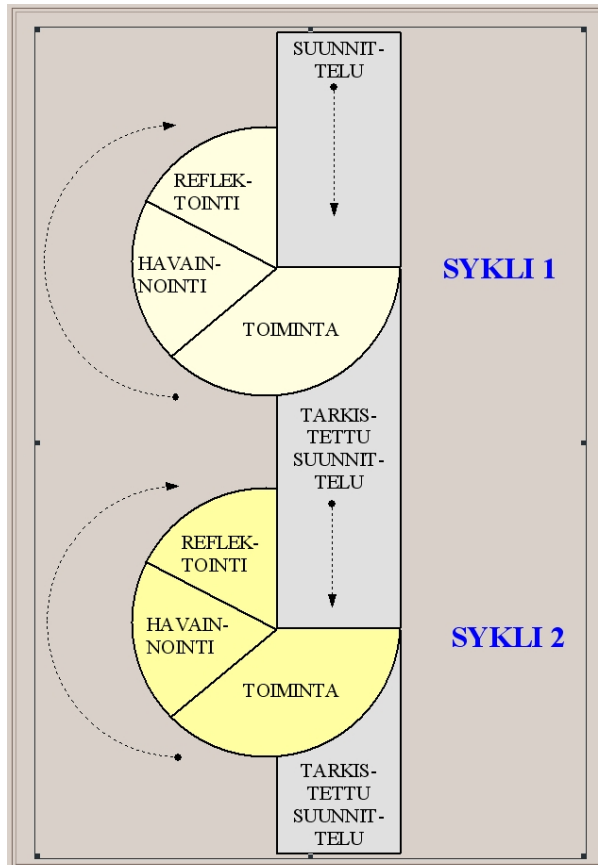 SUUNNIT-
TELU
REFLEK-
TOINTI
HAVAIN-
NOINTI
SYKLI 1
TOIMINTA
TARKIS-
TETTU
SUUNNIT-
TELU
REFLEK-
TOINTI
HAVAIN-
NOINTI
SYKLI 2
TOIMINTA
TARKIS-
TETTU
SUUNNIT-
TELU